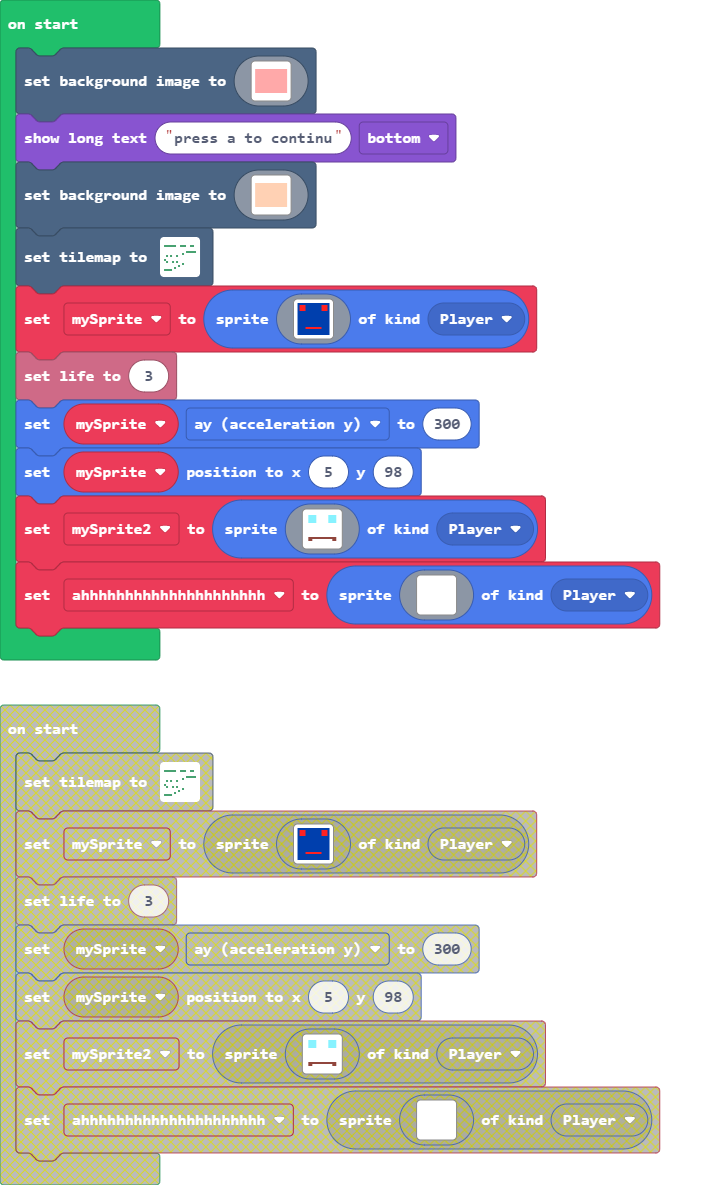 on start
set background image to
show long text "press a to continu" bottom
set background image to
set tilemap to
set mySprite to sprite of kind Player
set life to 3
set mySprite ay (acceleration y) to 300
set mySprite position to x 5 y 98
set mySprite2 to sprite of kind Player
set ahhhhhhhhhhhhhhhhhhhhh to sprite of kind Player
on start
set tilemap to
set mySprite to sprite of kind Player
set life to 3
set mySprite ay (acceleration y) to 300
set mySprite position to x 5 y 98
set mySprite2 to sprite of kind Player
set ahhhhhhhhhhhhhhhhhhhhh to sprite of kind Player